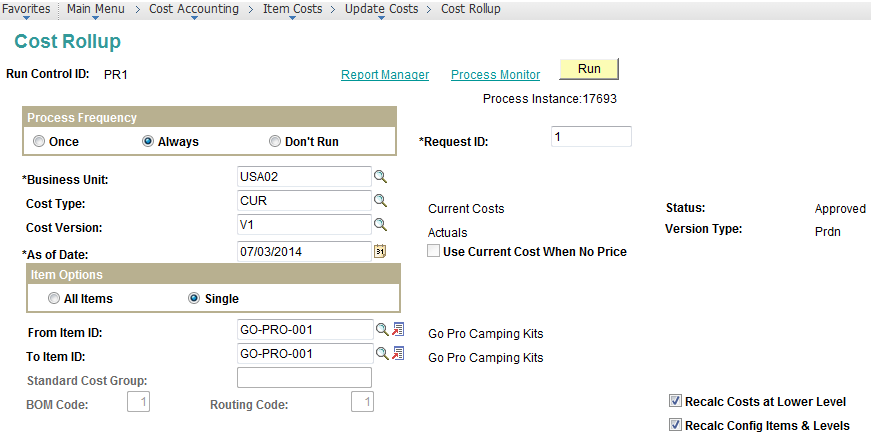 Favorites Main Menu > Cost Accounting > Item Costs > Update Costs > Cost Rollup
Cost Rollup
Run Control ID: PR1 Report Manager Process Monitor Run
Process Instance:17693
Process Frequency
Once Always Don't Run *Request ID: 1
*Business Unit: USA02
Cost Type: CUR Current Costs Status: Approved
Cost Version: V1 Actuals Version Type: Prdn
*As of Date: 07/03/2014 31 Use Current Cost When No Price
Item Options
All Items Single
From Item ID: GO-PRO-001 Go Pro Camping Kits
To Item ID: GO-PRO-001 Go Pro Camping Kits
Standard Cost Group:
BOM Code: 1 Routing Code: 1 Recalc Costs at Lower Level
Recalc Config Items & Levels